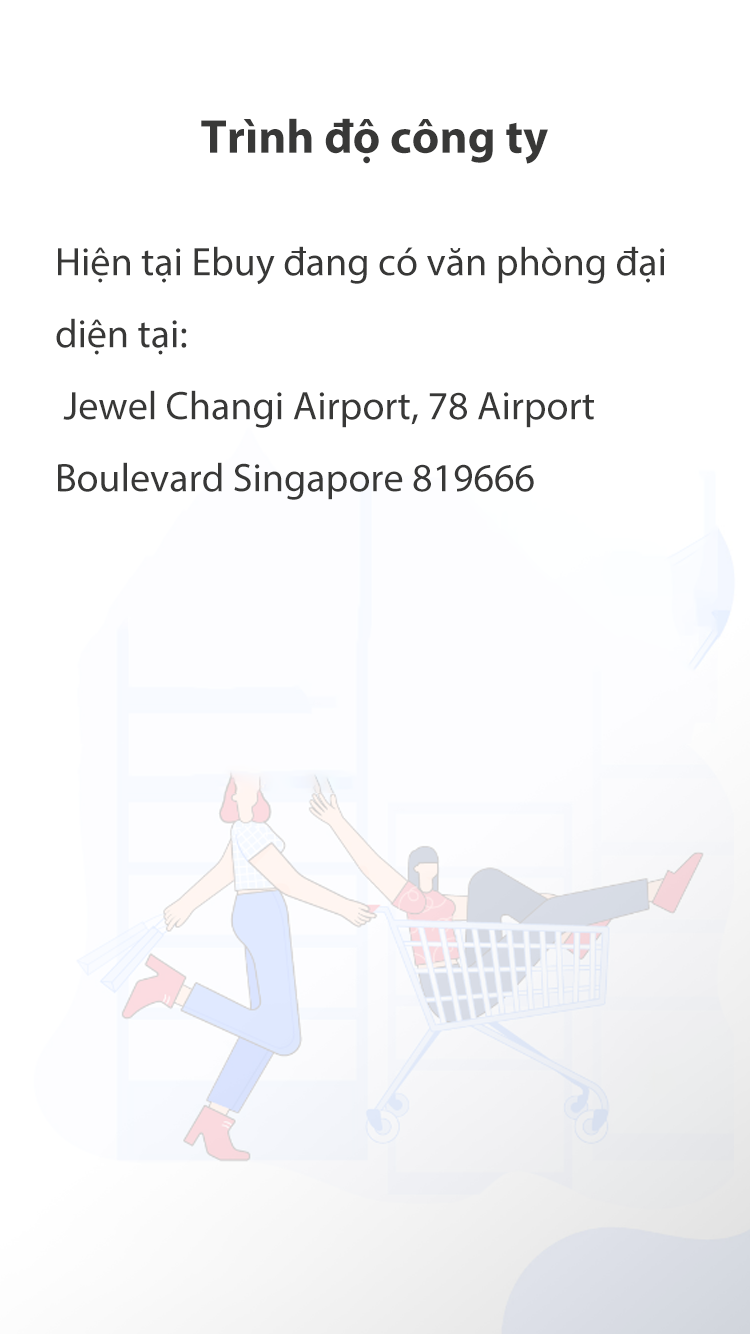 Trình độ công ty
Hiện tại Ebuy đang có văn phòng đại
diện tại:
Jewel Changi Airport, 78 Airport
Boulevard Singapore 819666